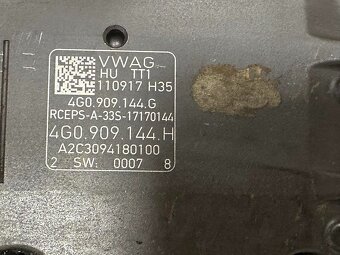 VWAG
HU TT1
110917 H35
4G0.909.144.G
RCEPS-A-33S-17170144
4G0.909.144.H
A2C3094180100
2 SW. 0007 8